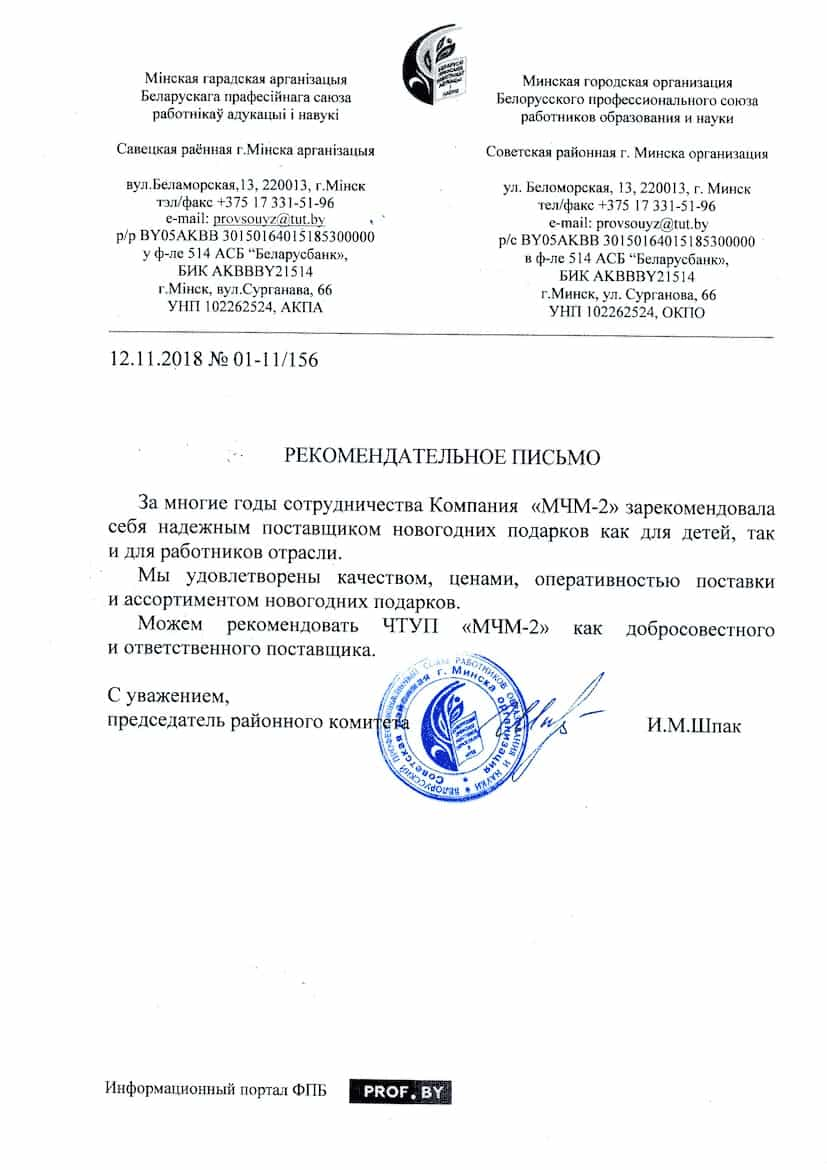 Мінская гарадская арганізацыя
Беларускага прафесійнага саюза
работнікаў адукацыі і навукі
Савецкая раённая г.Мінска арганізацыя
вул.Беламорская,13, 220013, г.Мінск
тэл/факс +375 17 331-51-96
e-mail: provsouyz@tut.by
р/р BY05AKBB 30150164015185300000
у ф-ле 514 АСБ “Беларусбанк»,
БИК AKBBBY21514
г.Мінск, вул.Сурганава, 66
УНП 102262524, АКПА
Минская городская организация
Белорусского профессионального союза
работников образования и науки
Советская районная г. Минска организация
ул. Беломорская, 13, 220013, г. Минск
тел/факс +375 17 331-51-96
e-mail: provsouyz@tut.by
р/с BY05AKBB 30150164015185300000
в ф-ле 514 АСБ “Беларусбанк»,
БИК AKBBBY21514
г.Минск, ул. Сурганова, 66
УНП 102262524, ОКПО
12.11.2018 № 01-11/156
РЕКОМЕНДАТЕЛЬНОЕ ПИСЬМО
За многие годы сотрудничества Компания «МЧМ-2» зарекомендовала
себя надежным поставщиком новогодних подарков как для детей, так
и для работников отрасли.
Мы удовлетворены качеством, ценами, оперативностью поставки
и ассортиментом новогодних подарков.
Можем рекомендовать ЧТУП «МЧМ-2» как добросовестного
и ответственного поставщика.
С уважением,
председатель районного комитета
И.М.Шпак
БЕЛОРУССКИЙ ПРОФЕССИОНАЛЬНЫЙ СОЮЗ РАБОТНИКОВ ОБРАЗОВАНИЯ И НАУКИ
Советская районная г. Минска организация
Информационный портал ФПБ
PROF.BY